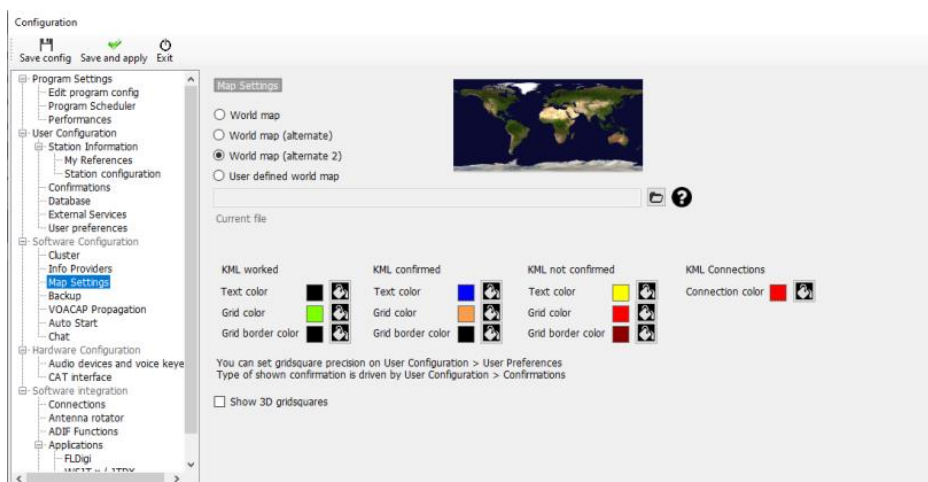 Configuration
Save config Save and apply Exit
Program Settings
Edit program config
Program Scheduler
Performances
User Configuration
Station Information
My References
Station configuration
Confirmations
Database
External Services
User preferences
Software Configuration
Cluster
Info Providers
Map Settings
Backup
VOACAP Propagation
Auto Start
Chat
Hardware Configuration
Audio devices and voice keye
CAT interface
Software integration
Connections
Antenna rotator
ADIF Functions
Applications
FLDigi
Map Settings
World map
World map (alternate)
World map (alternate 2)
User defined world map
Current file
KML worked KML confirmed KML not confirmed KML Connections
Text color Text color Text color Connection color
Grid color Grid color Grid color
Grid border color Grid border color Grid border color
You can set gridsquare precision on User Configuration > User Preferences
Type of shown confirmation is driven by User Configuration > Confirmations
Show 3D gridsquares